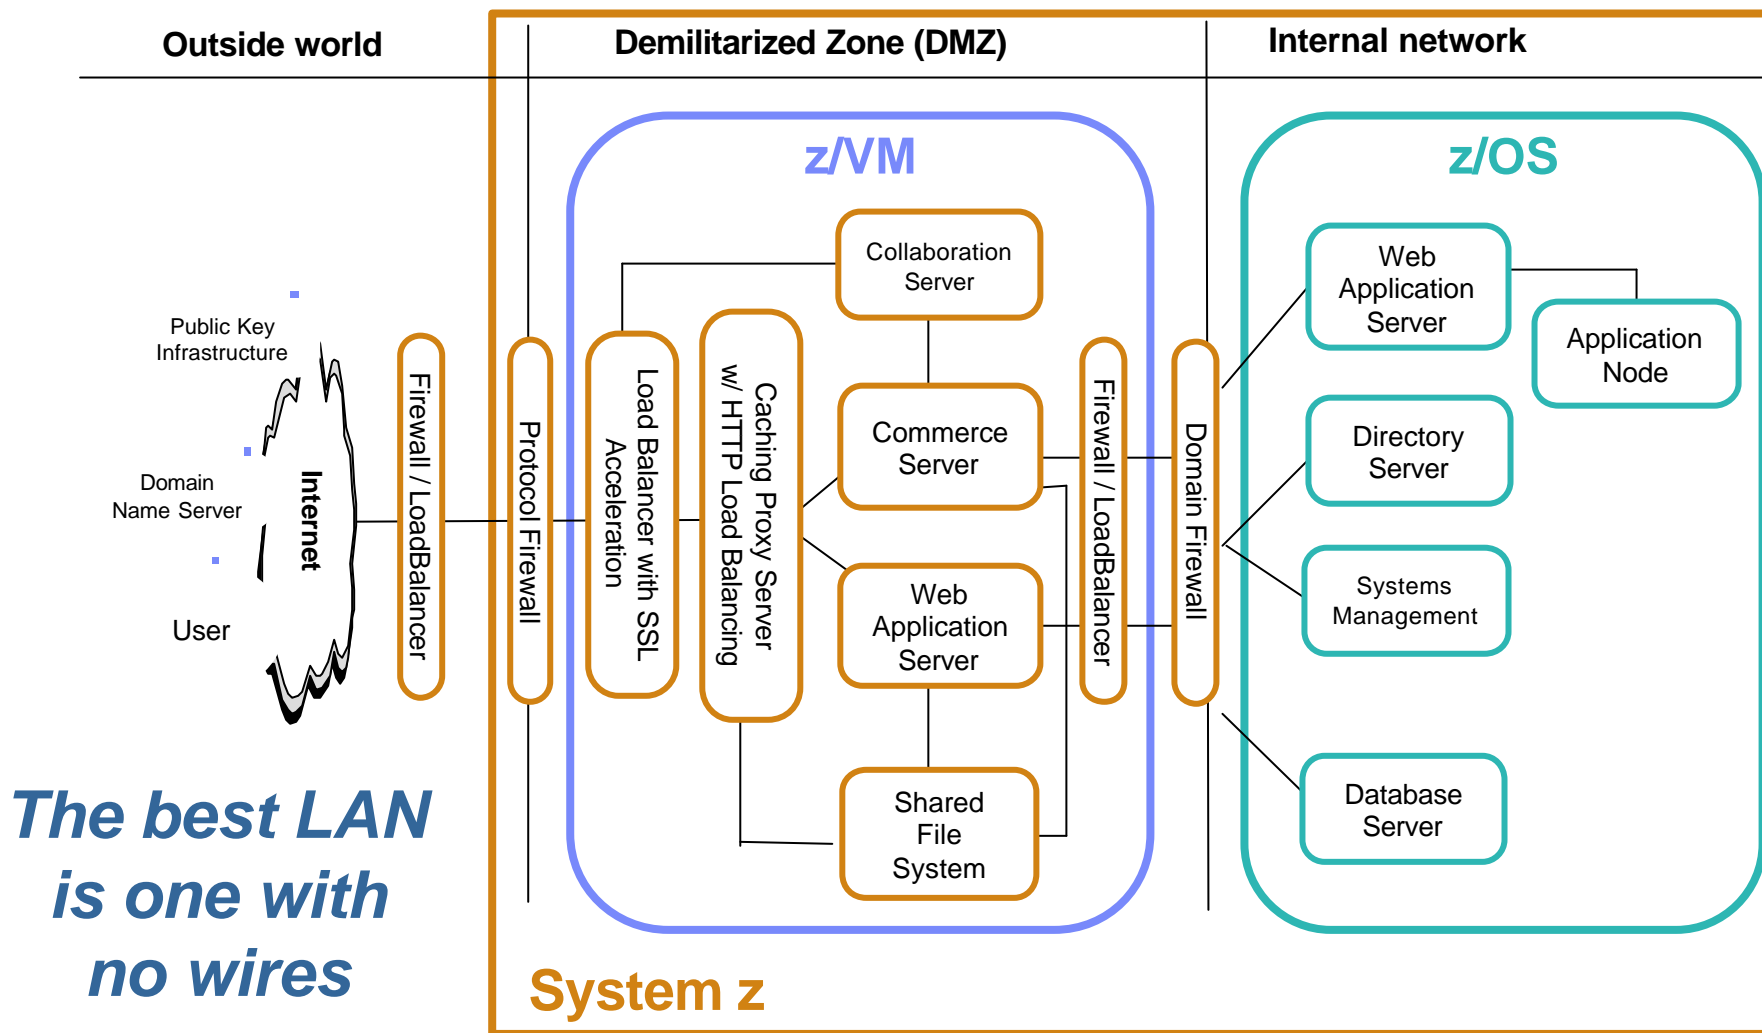 Outside world
Demilitarized Zone (DMZ)
Internal network
z/VM
z/OS
Public Key
Infrastructure
Domain
Name Server
User
Internet
Firewall / LoadBalancer
Protocol Firewall
Load Balancer with SSL
Acceleration
Caching Proxy Server
w/ HTTP Load Balancing
Collaboration
Server
Commerce
Server
Web
Application
Server
Shared
File
System
Firewall / LoadBalancer
Domain Firewall
Web
Application
Server
Application
Node
Directory
Server
Systems
Management
Database
Server
The best LAN
is one with
no wires
System z